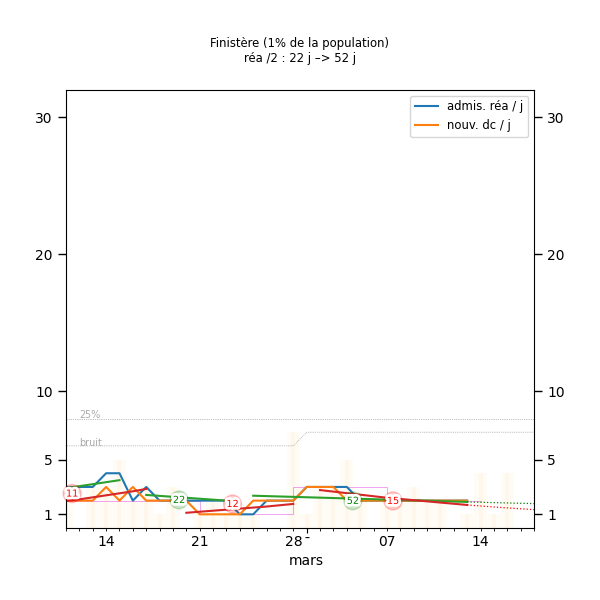 Finistère (1% de la population)
réa /2 : 22 j –> 52 j
admis. réa / j
nouv. dc / j
30 30
20 20
10 10
25%
bruit
5 5
11 22 12 52 15
1 1
14 21 28 07 14
mars